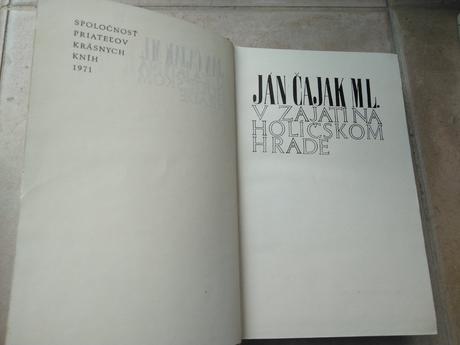 SPOLOČNOSŤ
PRIATEĽOV
KRÁSNYCH
KNÍH
1971
JÁN ČAJAK ML.
V ZAJATÍ NA
HOLÍČSKOM
HRADE